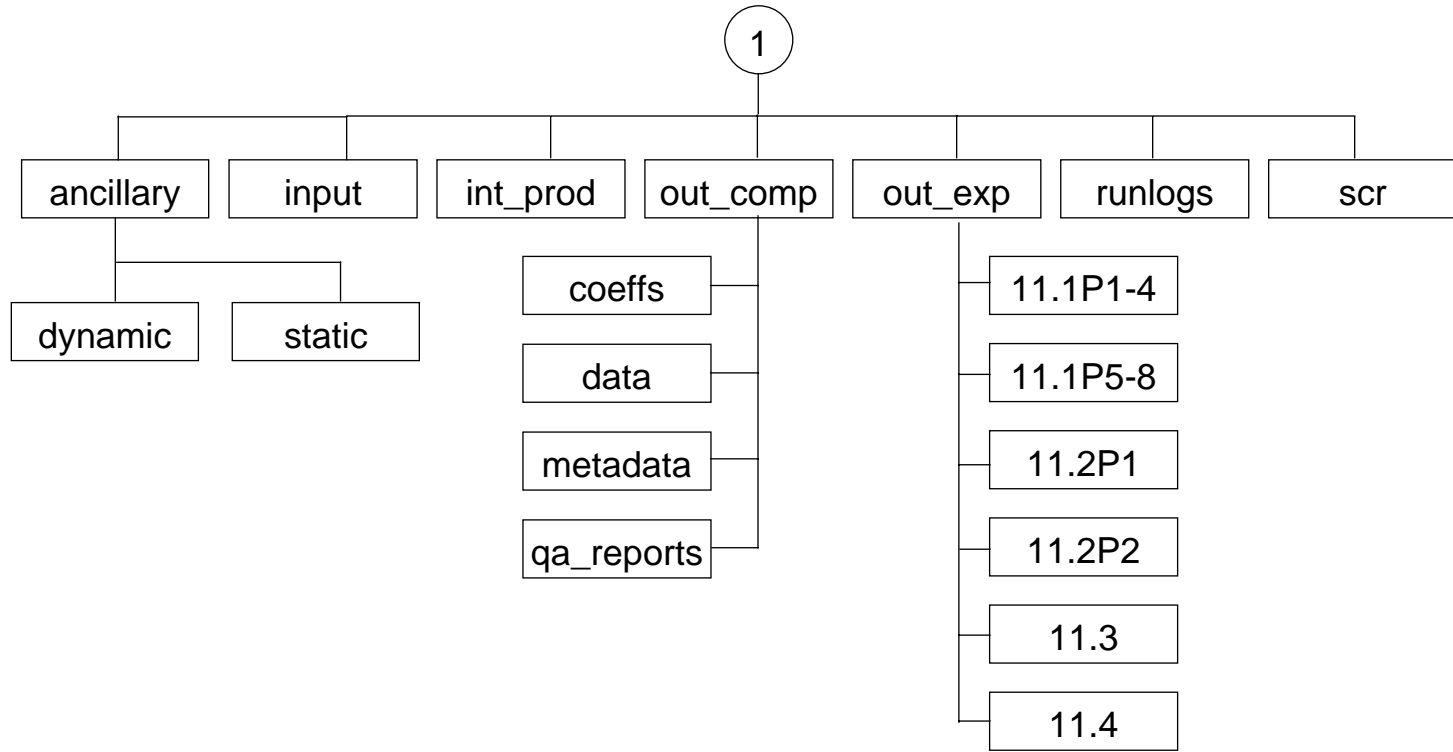 1
ancillary
input
int_prod
out_comp
out_exp
runlogs
scr
dynamic
static
coeffs
data
metadata
qa_reports
11.1P1-4
11.1P5-8
11.2P1
11.2P2
11.3
11.4